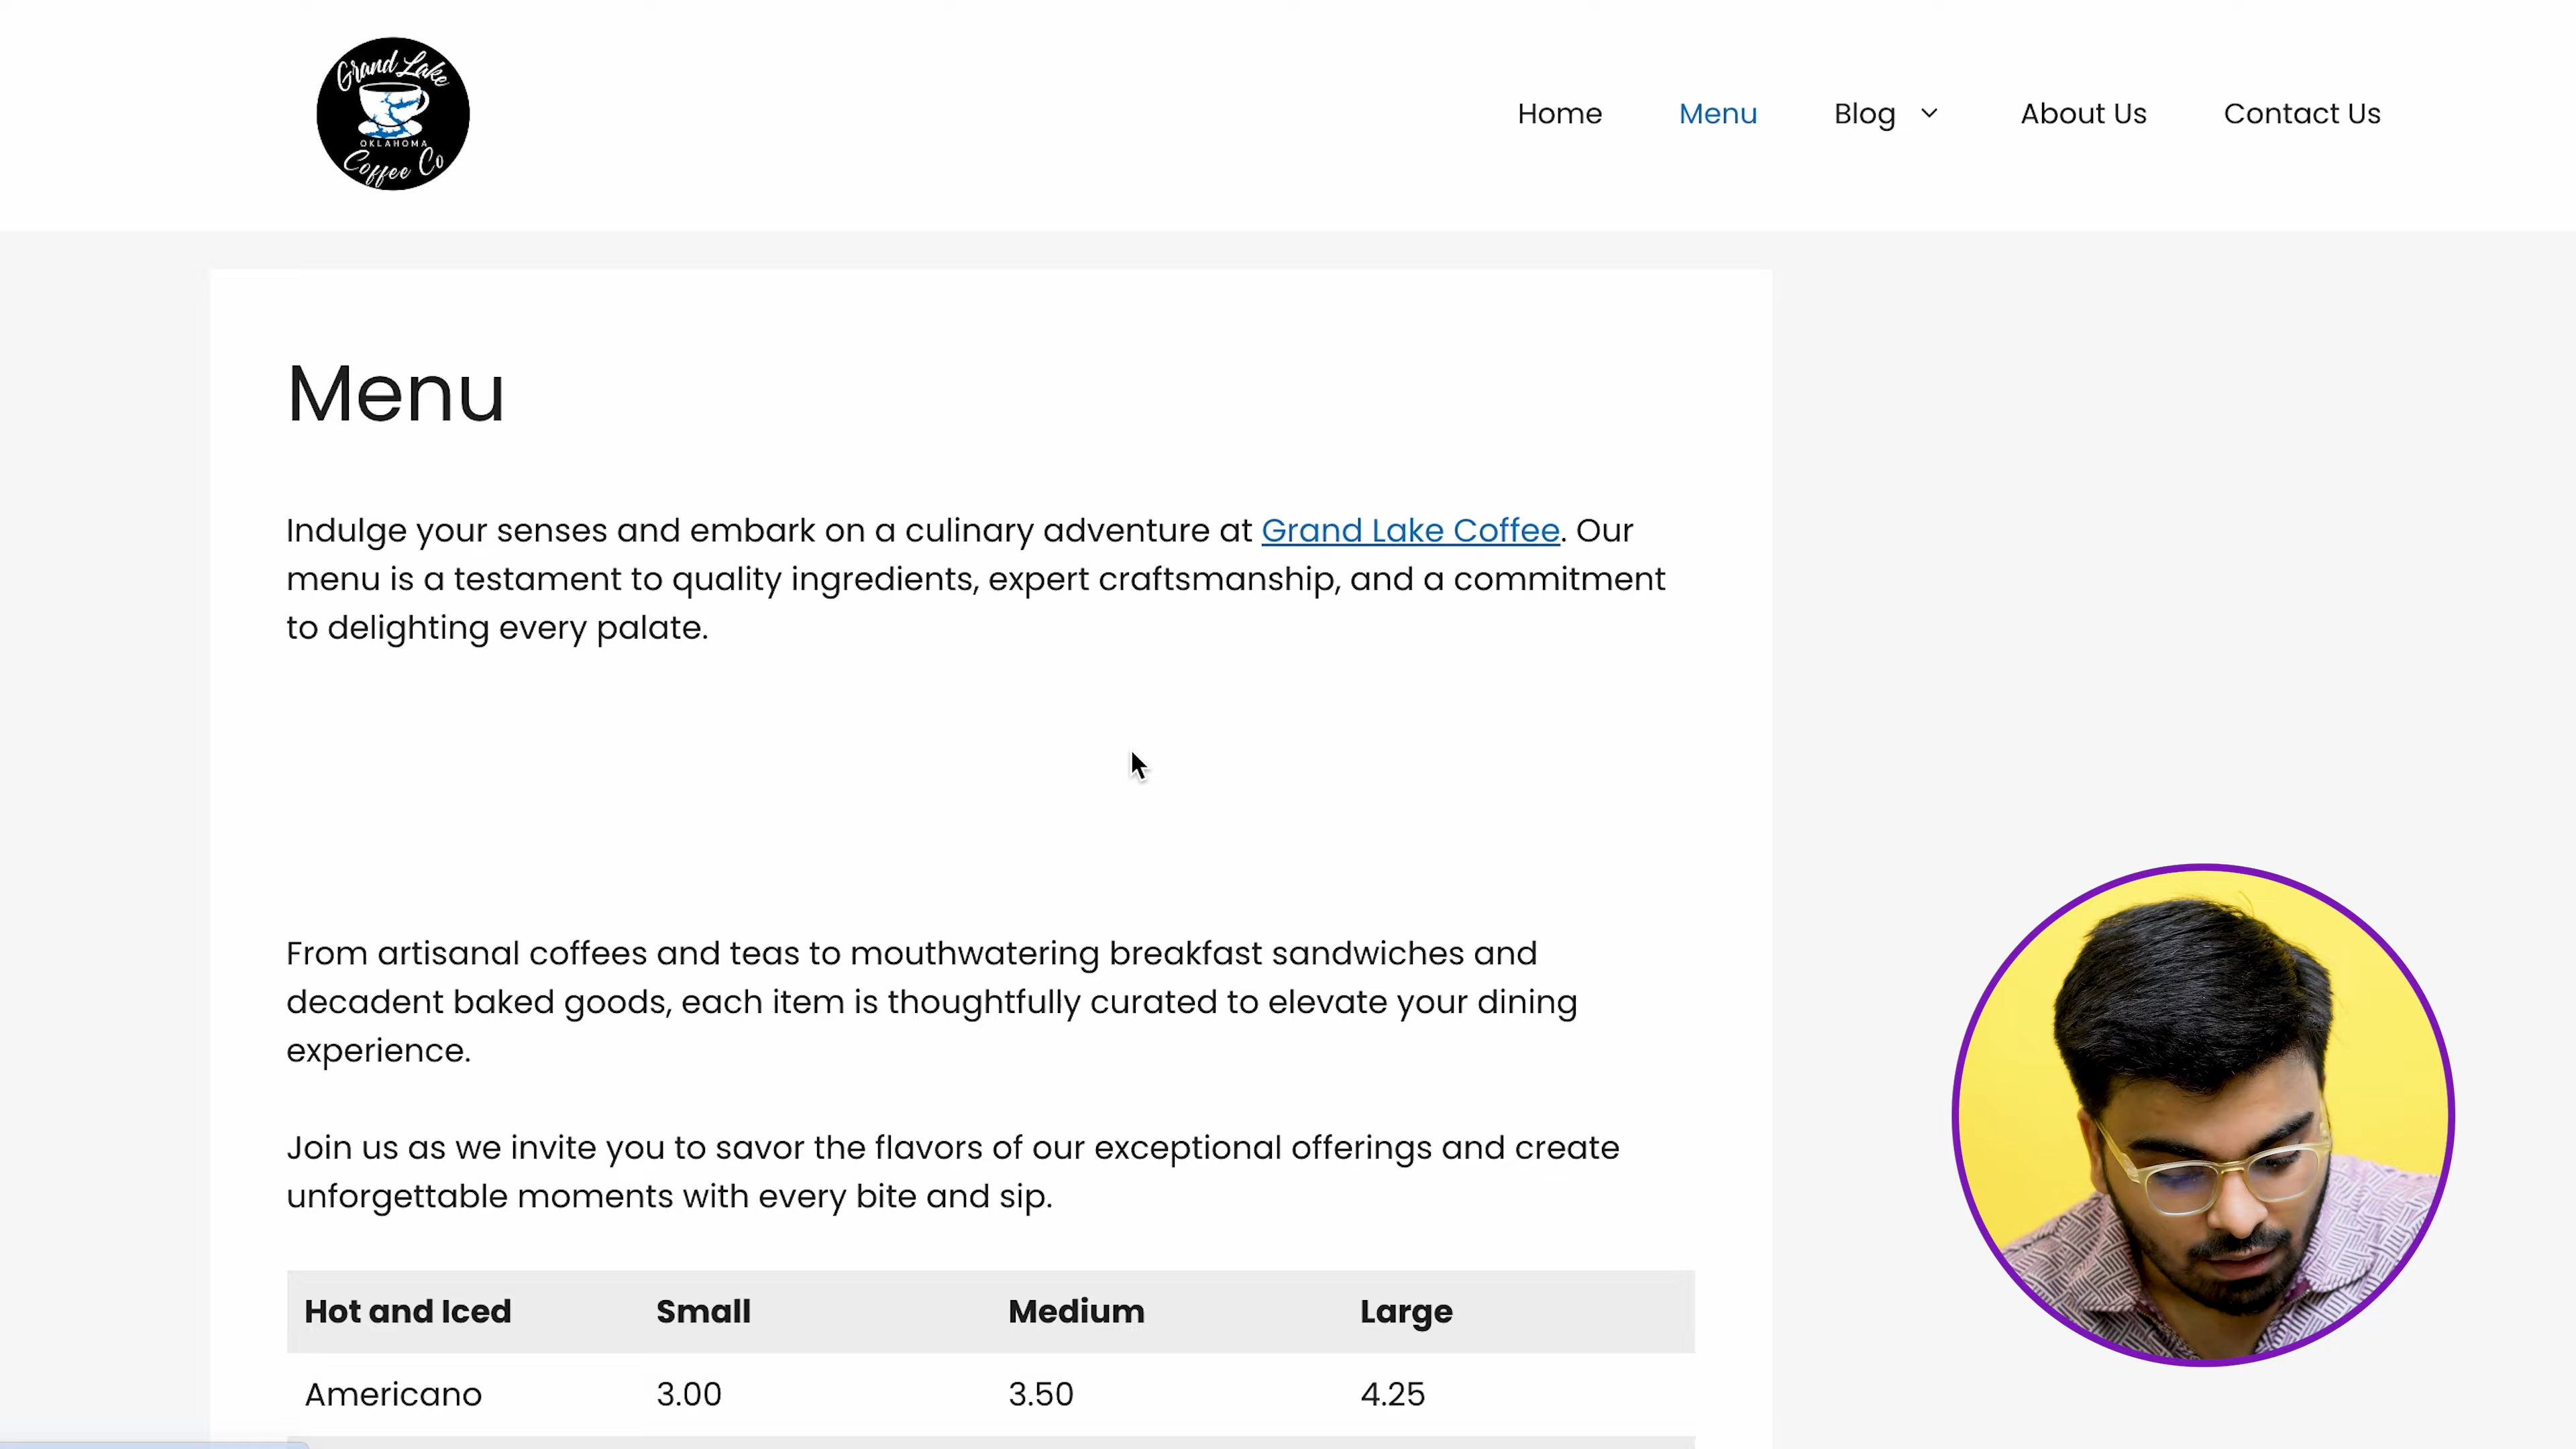 Grand Lake
OKLAHOMA
Coffee Co
Home Menu Blog About Us Contact Us
Menu
Indulge your senses and embark on a culinary adventure at Grand Lake Coffee. Our
menu is a testament to quality ingredients, expert craftsmanship, and a commitment
to delighting every palate.
From artisanal coffees and teas to mouthwatering breakfast sandwiches and
decadent baked goods, each item is thoughtfully curated to elevate your dining
experience.
Join us as we invite you to savor the flavors of our exceptional offerings and create
unforgettable moments with every bite and sip.
Hot and Iced Small Medium Large
Americano 3.00 3.50 4.25